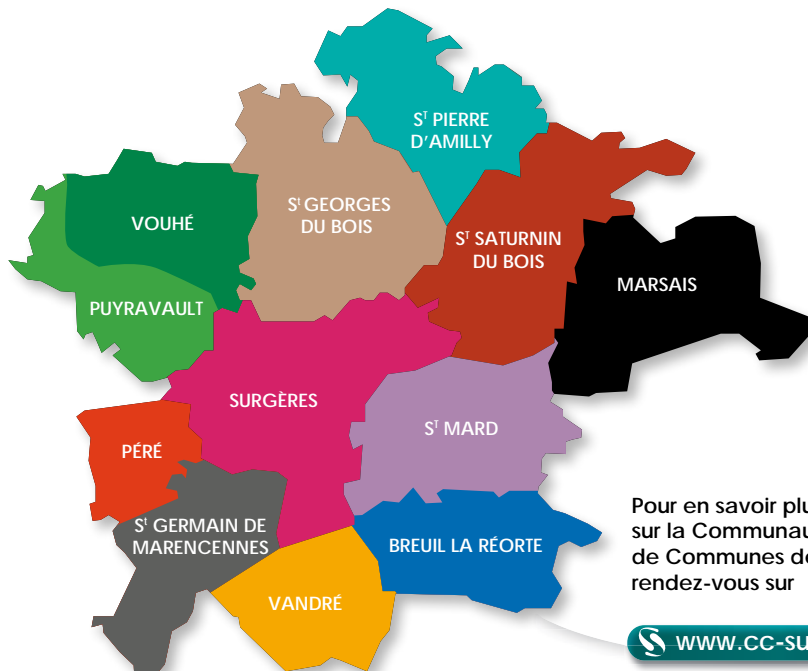 Sᵀ PIERRE
D'AMILLY
Sᵗ GEORGES
DU BOIS
VOUHÉ
Sᵀ SATURNIN
DU BOIS
MARSAIS
PUYRAVAULT
SURGÈRES
Sᵀ MARD
PÉRÉ
Sᵗ GERMAIN DE
MARENCENNES
BREUIL LA RÉORTE
VANDRÉ
Pour en savoir plu
sur la Communau
de Communes de
rendez-vous sur
WWW.CC-SU